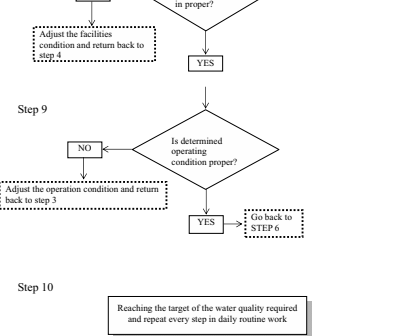 in proper?
Adjust the facilities
condition and return back to
step 4
YES
Step 9
Is determined
operating
condition proper?
NO
Adjust the operation condition and return
back to step 3
YES
Go back to
STEP 6
Step 10
Reaching the target of the water quality required
and repeat every step in daily routine work